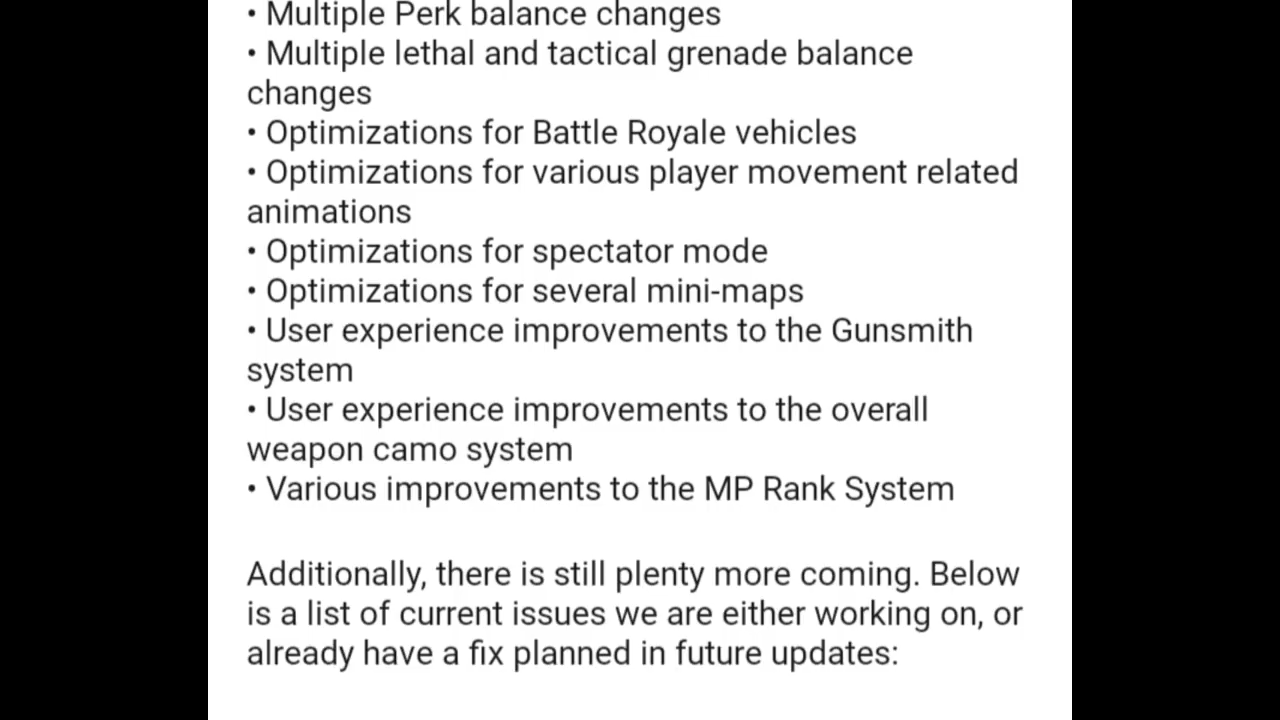 • Multiple Perk balance changes
• Multiple lethal and tactical grenade balance
changes
• Optimizations for Battle Royale vehicles
• Optimizations for various player movement related
animations
• Optimizations for spectator mode
• Optimizations for several mini-maps
• User experience improvements to the Gunsmith
system
• User experience improvements to the overall
weapon camo system
• Various improvements to the MP Rank System
Additionally, there is still plenty more coming. Below
is a list of current issues we are either working on, or
already have a fix planned in future updates: